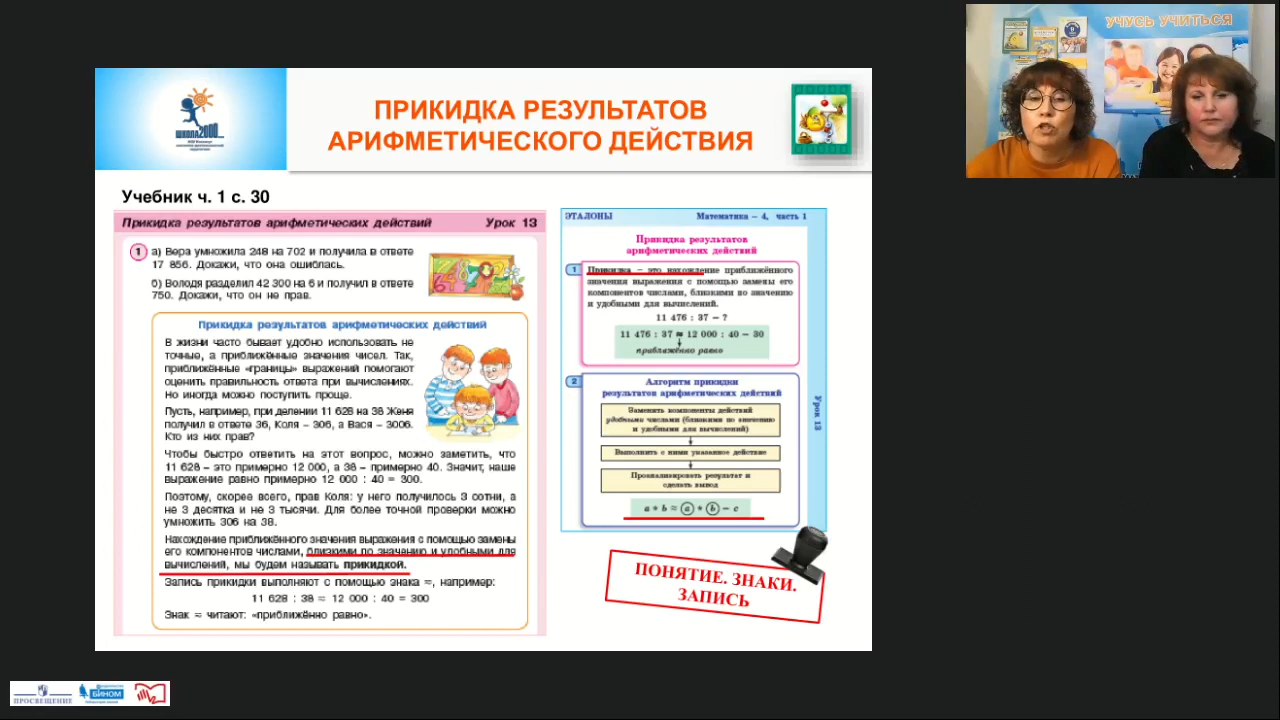 УЧУСЬ УЧИТЬСЯ
ПРИКИДКА РЕЗУЛЬТАТОВ
АРИФМЕТИЧЕСКОГО ДЕЙСТВИЯ
ШКОЛА2000...
Учебник ч. 1 с. 30
Прикидка результатов арифметических действий Урок 13
1 а) Вера умножила 248 на 702 и получила в ответе
17 856. Докажи, что она ошиблась.
б) Володя разделил 42 300 на 6 и получил в ответе
750. Докажи, что он не прав.
Прикидка результатов арифметических действий
В жизни часто бывает удобно использовать не
точные, а приближённые значения чисел. Так,
приближённые «границы» выражений помогают
оценить правильность ответа при вычислениях.
Но иногда можно поступить проще.
Пусть, например, при делении 11 628 на 38 Женя
получил в ответе 36, Коля – 306, а Вася – 3006.
Кто из них прав?
Чтобы быстро ответить на этот вопрос, можно заметить, что
11 628 – это примерно 12 000, а 38 – примерно 40. Значит, наше
выражение равно примерно 12 000 : 40 = 300.
Поэтому, скорее всего, прав Коля: у него получилось 3 сотни, а
не 3 десятка и не 3 тысячи. Для более точной проверки можно
умножить 306 на 38.
Нахождение приближённого значения выражения с помощью замены
его компонентов числами, близкими по значению и удобными для
вычислений, мы будем называть прикидкой.
Запись прикидки выполняют с помощью знака ≈, например:
11 628 : 38 ≈ 12 000 : 40 = 300
Знак ≈ читают: «приближённо равно».
ЭТАЛОНЫ Математика – 4, часть 1
Прикидка результатов
арифметических действий
1 Прикидка – это нахождение приближённого
значения выражения с помощью замены его
компонентов числами, близкими по значению
и удобными для вычислений.
11 476 : 37 – ?
11 476 : 37 ≈ 12 000 : 40 = 30
приближённо равно
2 Алгоритм прикидки
результатов арифметических действий
Заменить компоненты действий
удобными числами (близкими по значению
и удобными для вычислений)
Выполнить с ними указанное действие
Проанализировать результат и
сделать вывод
a * b ≈ a * b = c
Урок 13
ПОНЯТИЕ. ЗНАКИ.
ЗАПИСЬ
ПРОСВЕЩЕНИЕ
БИНОМ